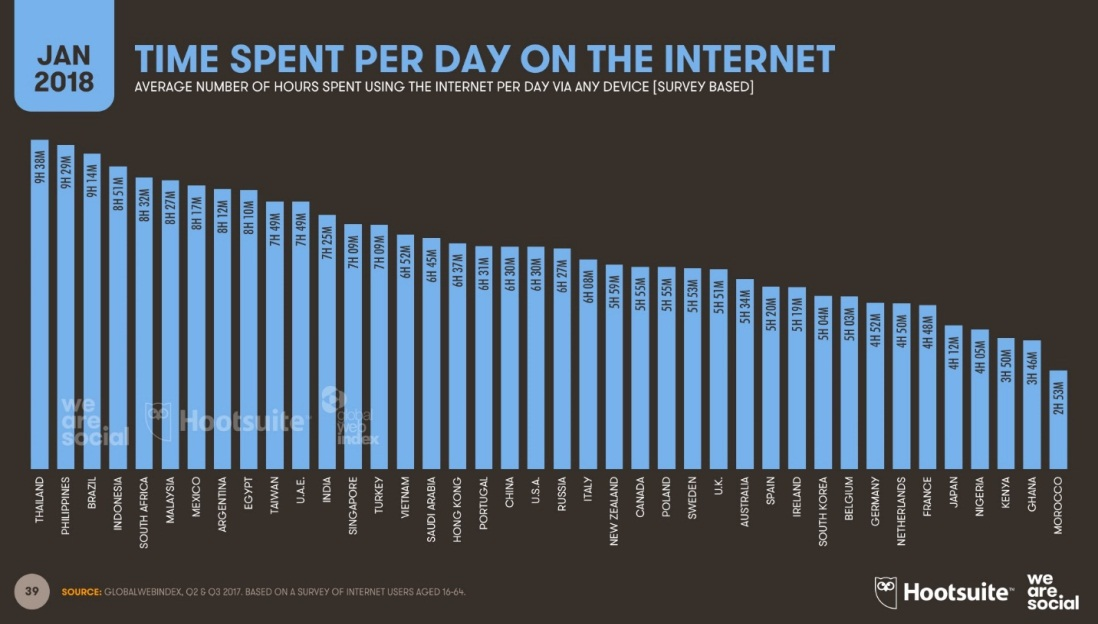 JAN
2018
TIME SPENT PER DAY ON THE INTERNET
AVERAGE NUMBER OF HOURS SPENT USING THE INTERNET PER DAY VIA ANY DEVICE [SURVEY BASED]
9H 38M
9H 29M
9H 14M
8H 51M
8H 32M
8H 27M
8H 17M
8H 12M
8H 10M
7H 49M
7H 49M
7H 25M
7H 09M
7H 09M
6H 52M
6H 45M
6H 37M
6H 31M
6H 30M
6H 30M
6H 27M
6H 08M
5H 59M
5H 55M
5H 55M
5H 53M
5H 51M
5H 34M
5H 20M
5H 19M
5H 04M
5H 03M
4H 52M
4H 50M
4H 48M
4H 12M
4H 05M
3H 50M
3H 46M
2H 53M
we
are
social
Hootsuite™
global
web
index
THAILAND
PHILIPPINES
BRAZIL
INDONESIA
SOUTH AFRICA
MALAYSIA
MEXICO
ARGENTINA
EGYPT
TAIWAN
U.A.E.
INDIA
SINGAPORE
TURKEY
VIETNAM
SAUDI ARABIA
HONG KONG
PORTUGAL
CHINA
U.S.A.
RUSSIA
ITALY
NEW ZEALAND
CANADA
POLAND
SWEDEN
U.K.
AUSTRALIA
SPAIN
IRELAND
SOUTH KOREA
BELGIUM
GERMANY
NETHERLANDS
FRANCE
JAPAN
NIGERIA
KENYA
GHANA
MOROCCO
39
SOURCE: GLOBALWEBINDEX, Q2 & Q3 2017. BASED ON A SURVEY OF INTERNET USERS AGED 16-64.
Hootsuite™
we
are
social